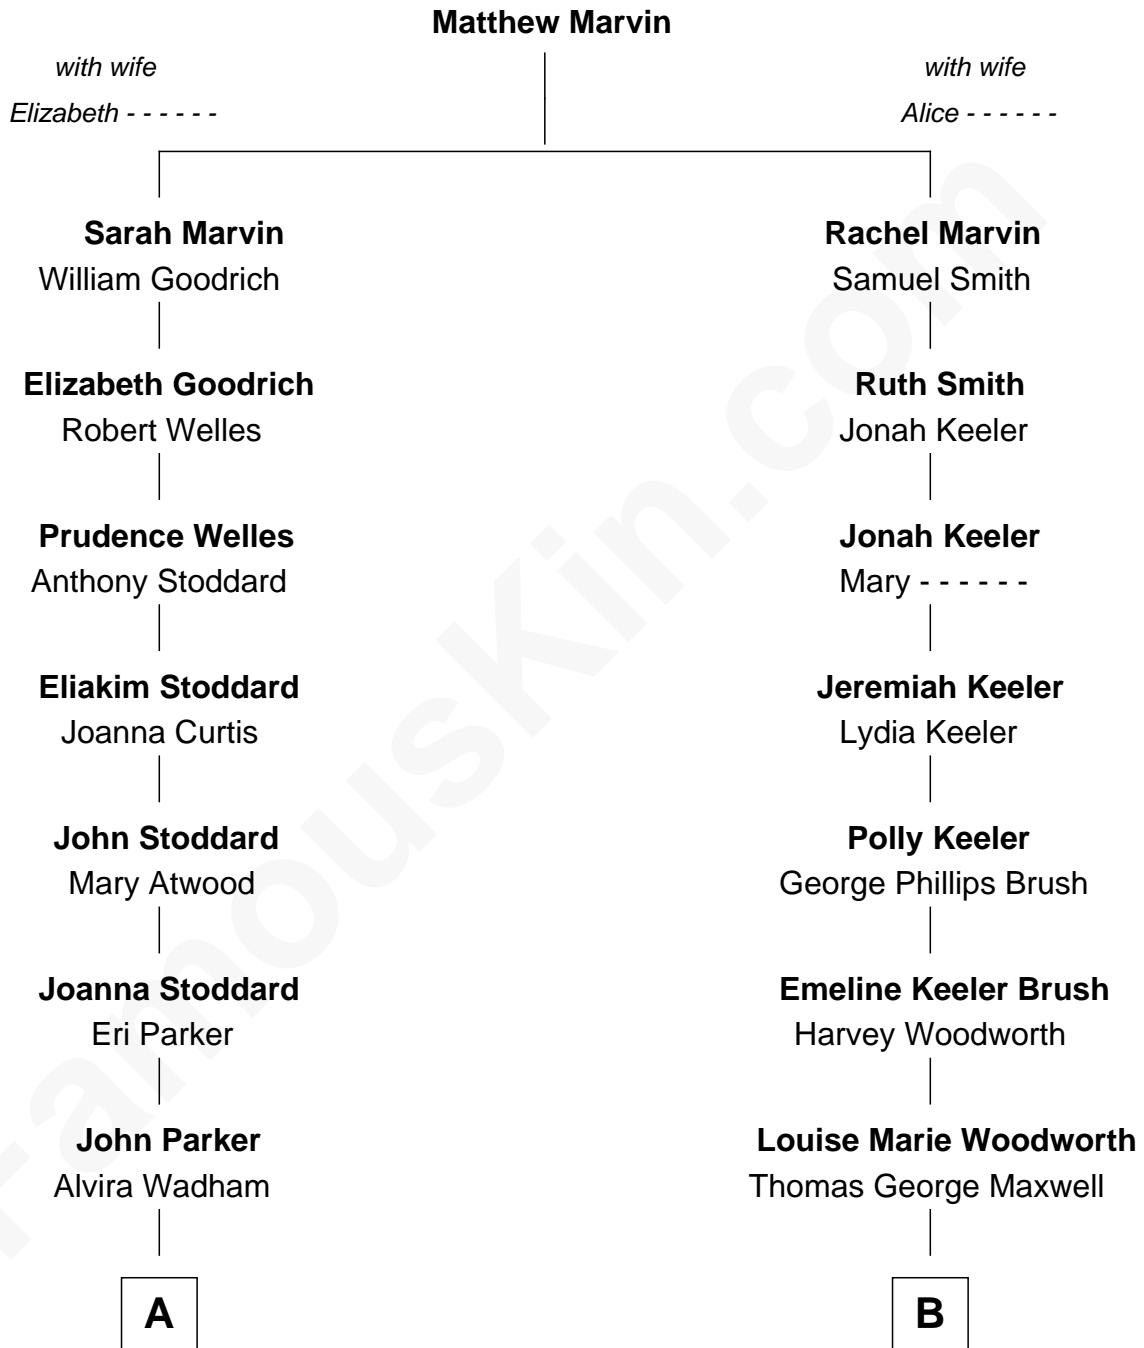 Matthew Marvin
with wife
Elizabeth - - - - - -
with wife
Alice - - - - - -
Sarah Marvin
William Goodrich
Rachel Marvin
Samuel Smith
Elizabeth Goodrich
Robert Welles
Ruth Smith
Jonah Keeler
Prudence Welles
Anthony Stoddard
Jonah Keeler
Mary - - - - - -
Eliakim Stoddard
Joanna Curtis
Jeremiah Keeler
Lydia Keeler
John Stoddard
Mary Atwood
Polly Keeler
George Phillips Brush
Joanna Stoddard
Eri Parker
Emeline Keeler Brush
Harvey Woodworth
John Parker
Alvira Wadham
Louise Marie Woodworth
Thomas George Maxwell
A
B
FamousKin.com